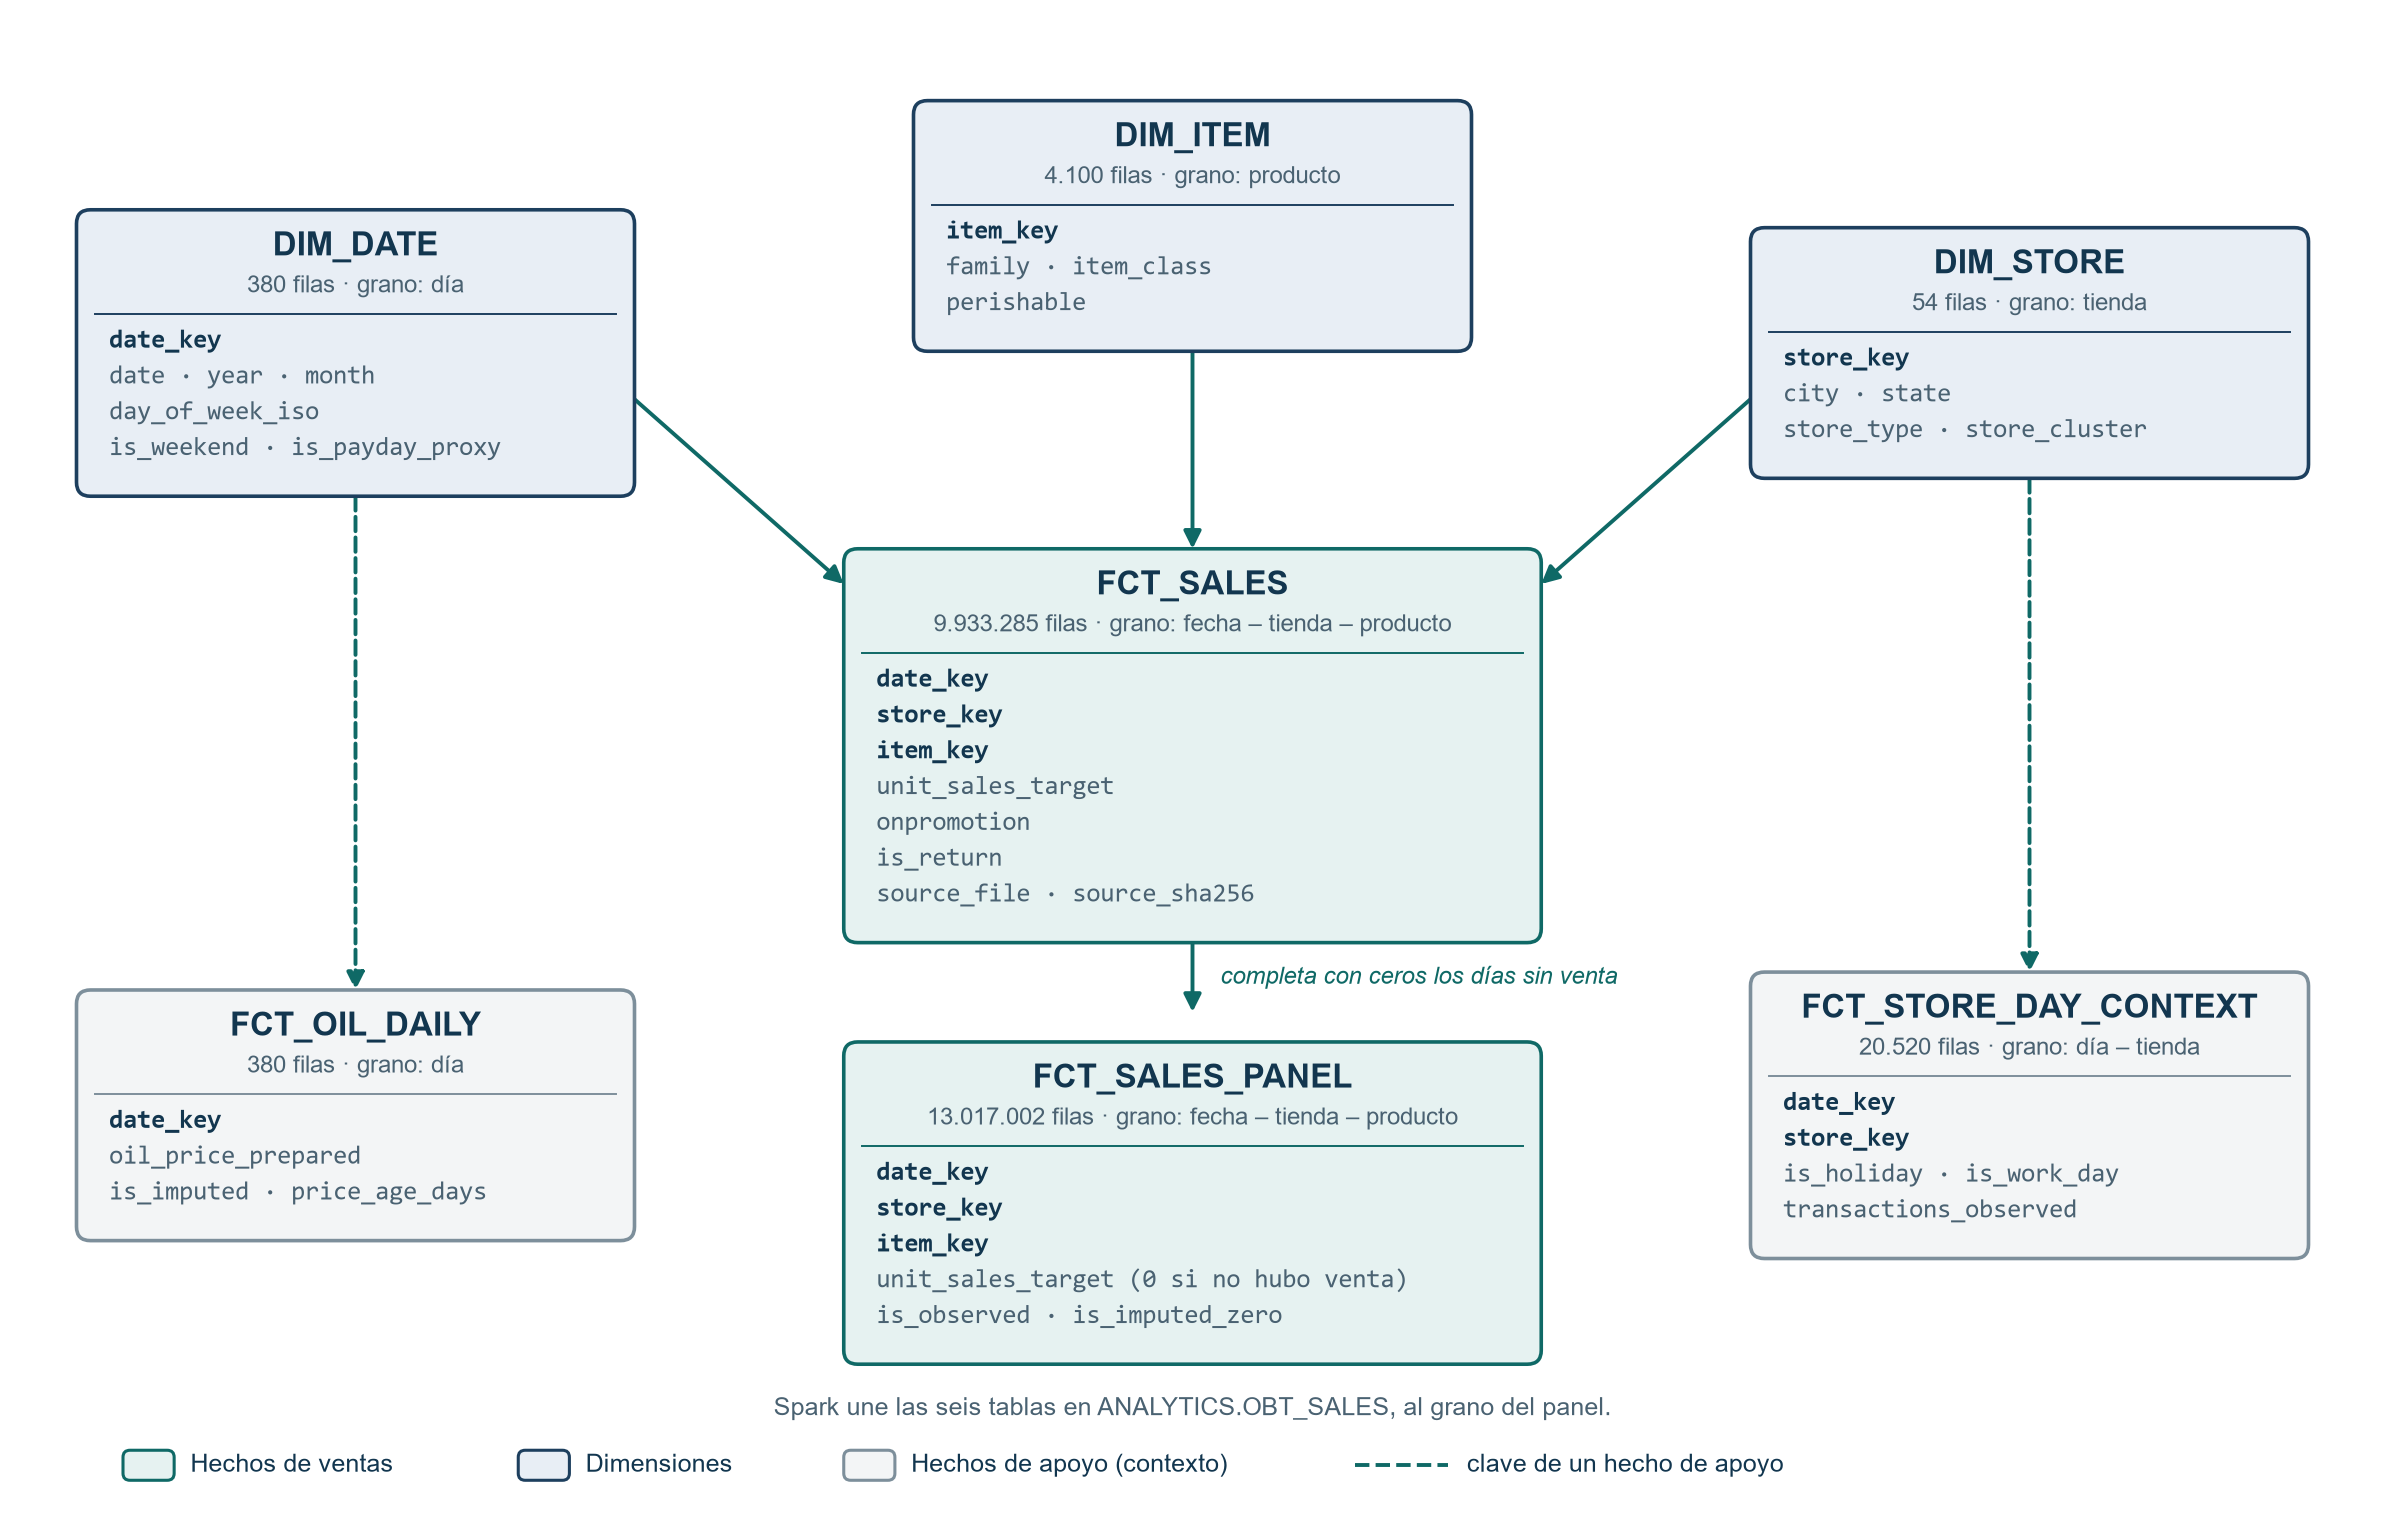 DIM_ITEM
4.100 filas · grano: producto
item_key
family · item_class
perishable
DIM_DATE
380 filas · grano: día
date_key
date · year · month
day_of_week_iso
is_weekend · is_payday_proxy
DIM_STORE
54 filas · grano: tienda
store_key
city · state
store_type · store_cluster
FCT_SALES
9.933.285 filas · grano: fecha – tienda – producto
date_key
store_key
item_key
unit_sales_target
onpromotion
is_return
source_file · source_sha256
completa con ceros los días sin venta
FCT_OIL_DAILY
380 filas · grano: día
date_key
oil_price_prepared
is_imputed · price_age_days
FCT_SALES_PANEL
13.017.002 filas · grano: fecha – tienda – producto
date_key
store_key
item_key
unit_sales_target (0 si no hubo venta)
is_observed · is_imputed_zero
FCT_STORE_DAY_CONTEXT
20.520 filas · grano: día – tienda
date_key
store_key
is_holiday · is_work_day
transactions_observed
Spark une las seis tablas en ANALYTICS.OBT_SALES, al grano del panel.
Hechos de ventas
Dimensiones
Hechos de apoyo (contexto)
clave de un hecho de apoyo